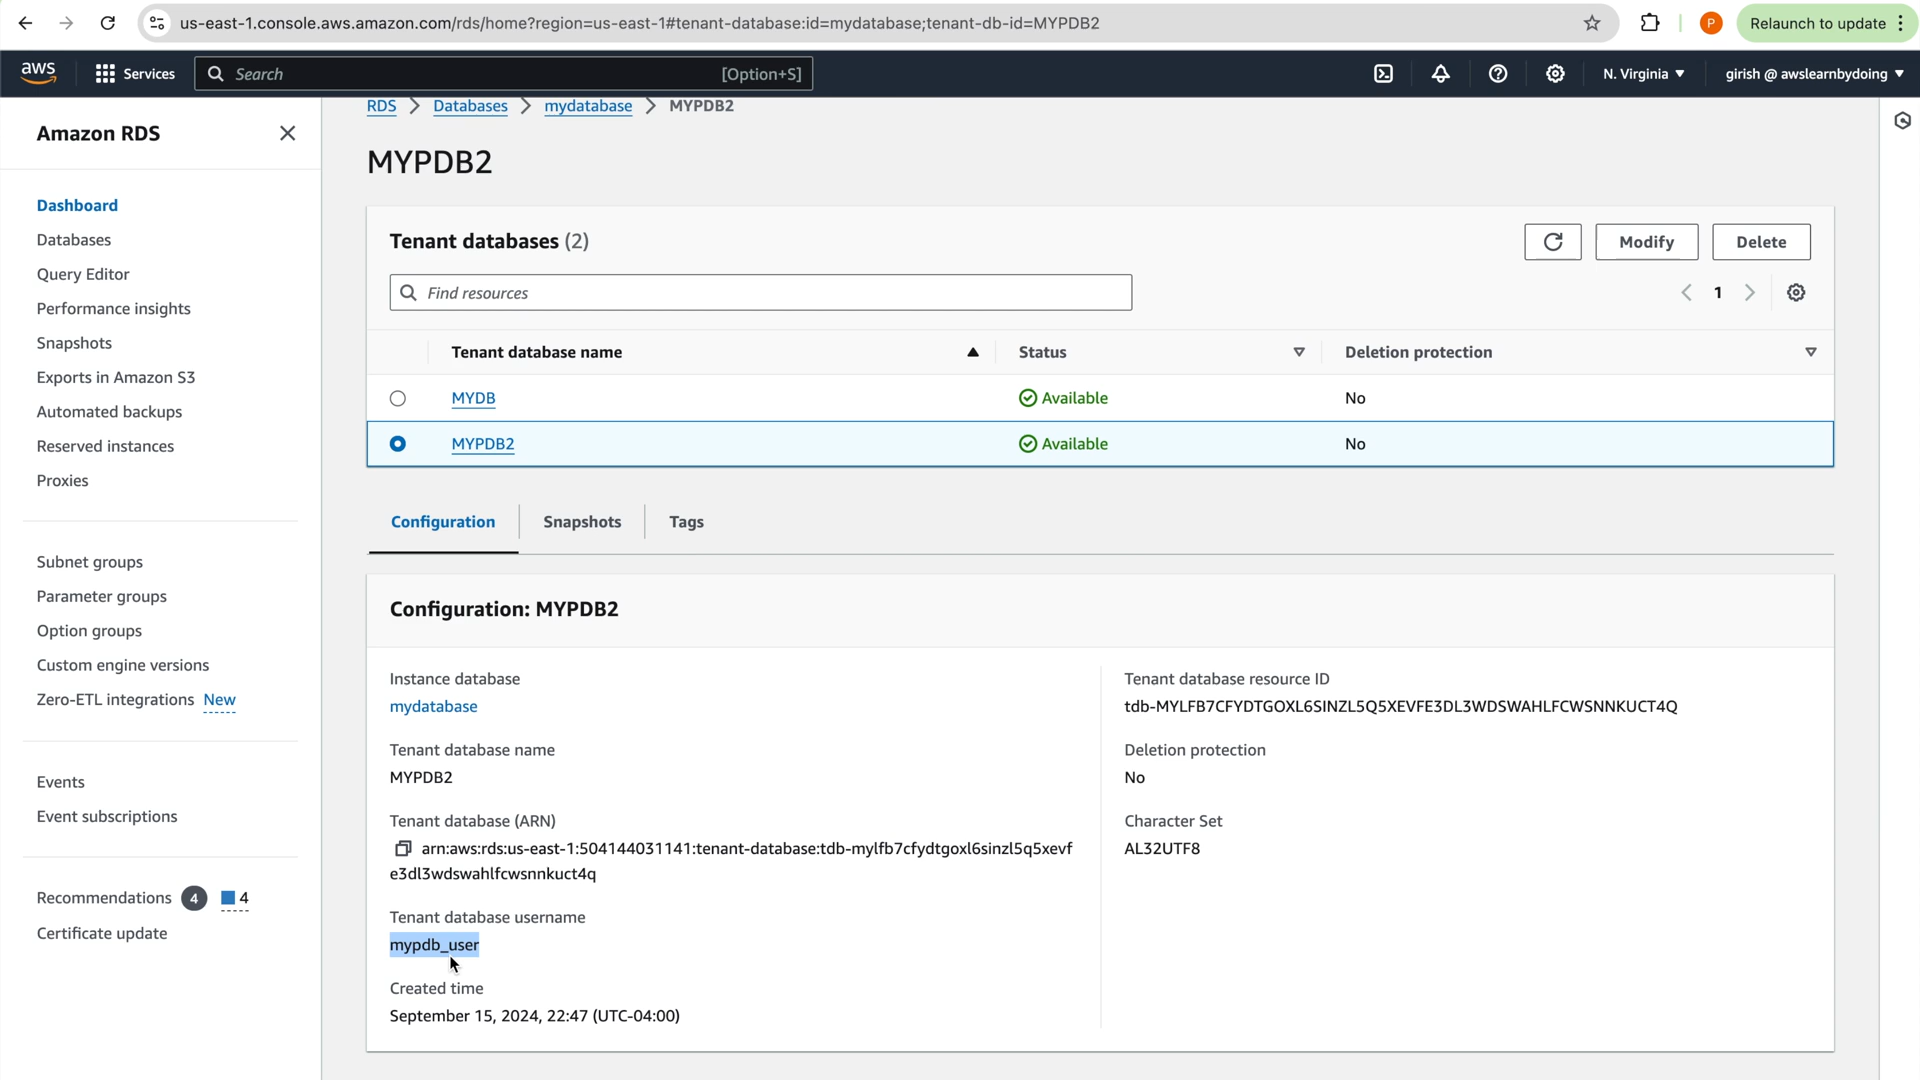 us-east-1.console.aws.amazon.com/rds/home?region=us-east-1#tenant-database:id=mydatabase;tenant-db-id=MYPDB2
P
Relaunch to update
aws
Services
Search
[Option+S]
N. Virginia
girish @ awslearnbydoing
RDS > Databases > mydatabase > MYPDB2
Amazon RDS
Dashboard
Databases
Query Editor
Performance insights
Snapshots
Exports in Amazon S3
Automated backups
Reserved instances
Proxies
Subnet groups
Parameter groups
Option groups
Custom engine versions
Zero-ETL integrations New
Events
Event subscriptions
Recommendations 4 4
Certificate update
MYPDB2
Tenant databases (2)
Modify
Delete
Find resources
1
Tenant database name Status Deletion protection
MYDB Available No
MYPDB2 Available No
Configuration
Snapshots
Tags
Configuration: MYPDB2
Instance database
mydatabase
Tenant database name
MYPDB2
Tenant database (ARN)
arn:aws:rds:us-east-1:504144031141:tenant-database:tdb-mylfb7cfydtgoxl6sinzl5q5xevf
e3dl3wdswahlfcwsnnkuct4q
Tenant database username
mypdb_user
Created time
September 15, 2024, 22:47 (UTC-04:00)
Tenant database resource ID
tdb-MYLFB7CFYDTGOXL6SINZL5Q5XEVFE3DL3WDSWAHLFCWSNNKUCT4Q
Deletion protection
No
Character Set
AL32UTF8